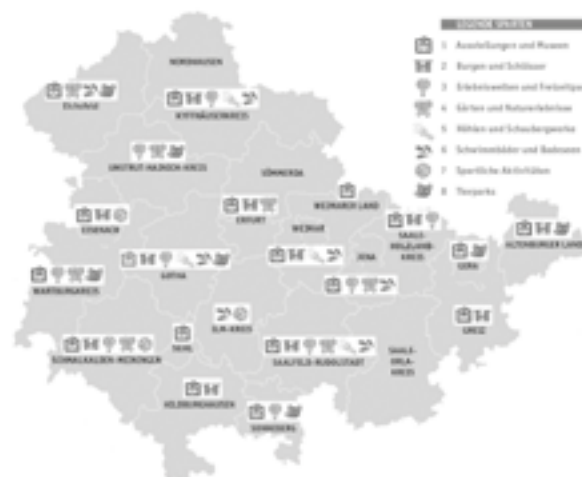 LEGENDE SPARTEN
1 Ausstellungen und Museen
2 Burgen und Schlösser
3 Erlebniswelten und Freizeitpa
4 Gärten und Naturerlebnisse
5 Höhlen und Schaubergwerke
6 Schwimmbäder und Badeseen
7 Sportliche Aktivitäten
8 Tierparks
NORDHAUSEN
Eichsfeld
KYFFHÄUSERKREIS
UNSTRUT-HAINICH-KREIS
SÖMMERDA
WEIMARER LAND
EISENACH
ERFURT
WEIMAR
JENA
SAALE-
HOLZLAND-
KREIS
GERA
ALTENBURGER LAND
WARTBURGKREIS
GOTHA
ILM-KREIS
GREIZ
SCHMALKALDEN-MEININGEN
SUHL
SAALFELD-RUDOLSTADT
SAALE-
ORLA-
KREIS
HILDBURGHAUSEN
SONNEBERG